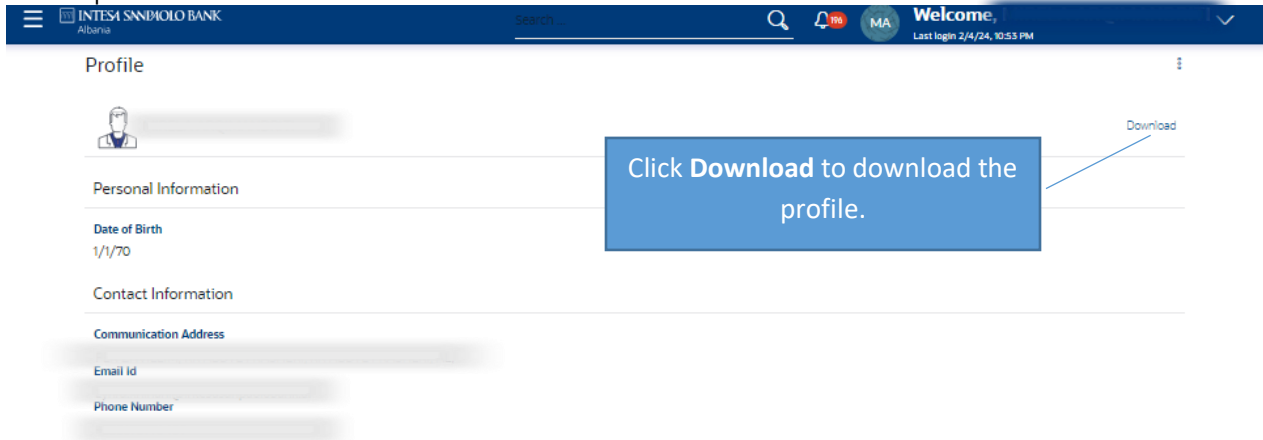 INTESA SANPAOLO BANK
Albania
Search...
196
MA
Welcome,
Last login 2/4/24, 10:53 PM
Profile
Download
Click Download to download the
profile.
Personal Information
Date of Birth
1/1/70
Contact Information
Communication Address
Email Id
Phone Number